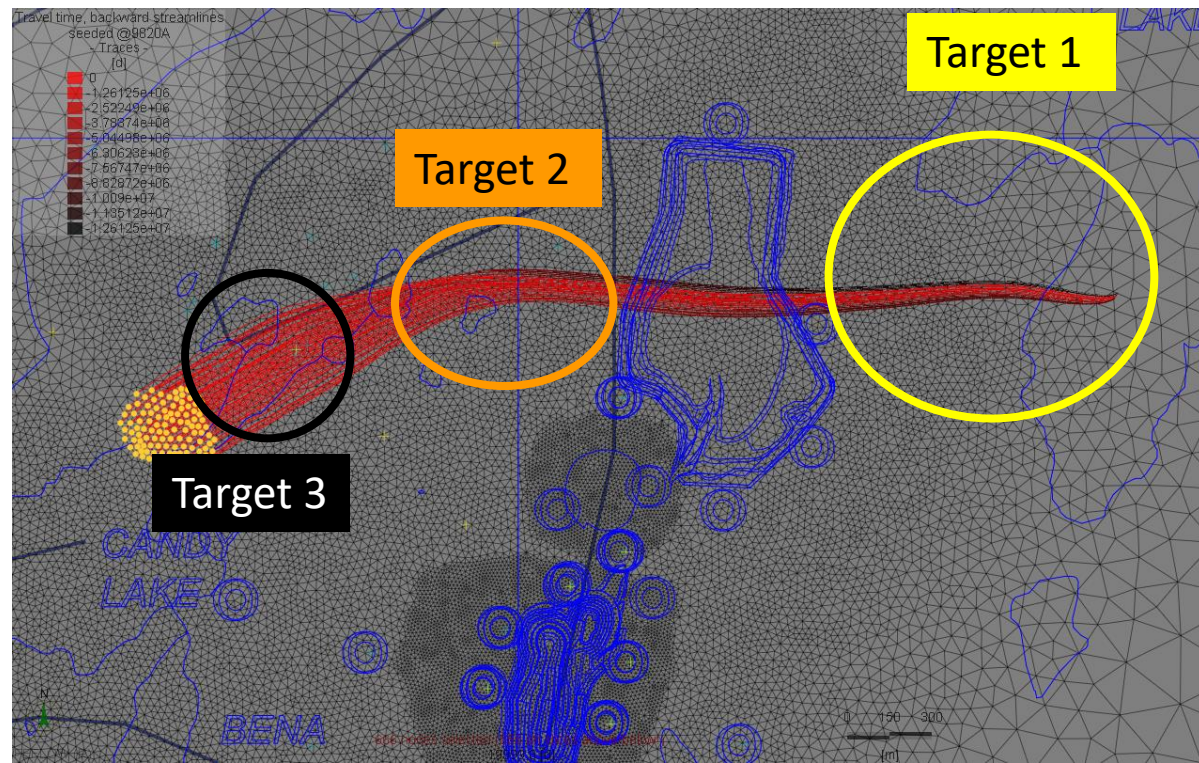 Travel time, backward streamlines
seeded @9820A
- Traces -
[d]
0
-1.26125e+06
-2.52249e+06
-3.78374e+06
-5.04498e+06
-6.30623e+06
-7.56747e+06
-8.82872e+06
-1.009e+07
-1.13512e+07
-1.26125e+07
LAKE
Target 1
Target 2
Target 3
CANDY
LAKE
BENA
N
0 150 300
[m]